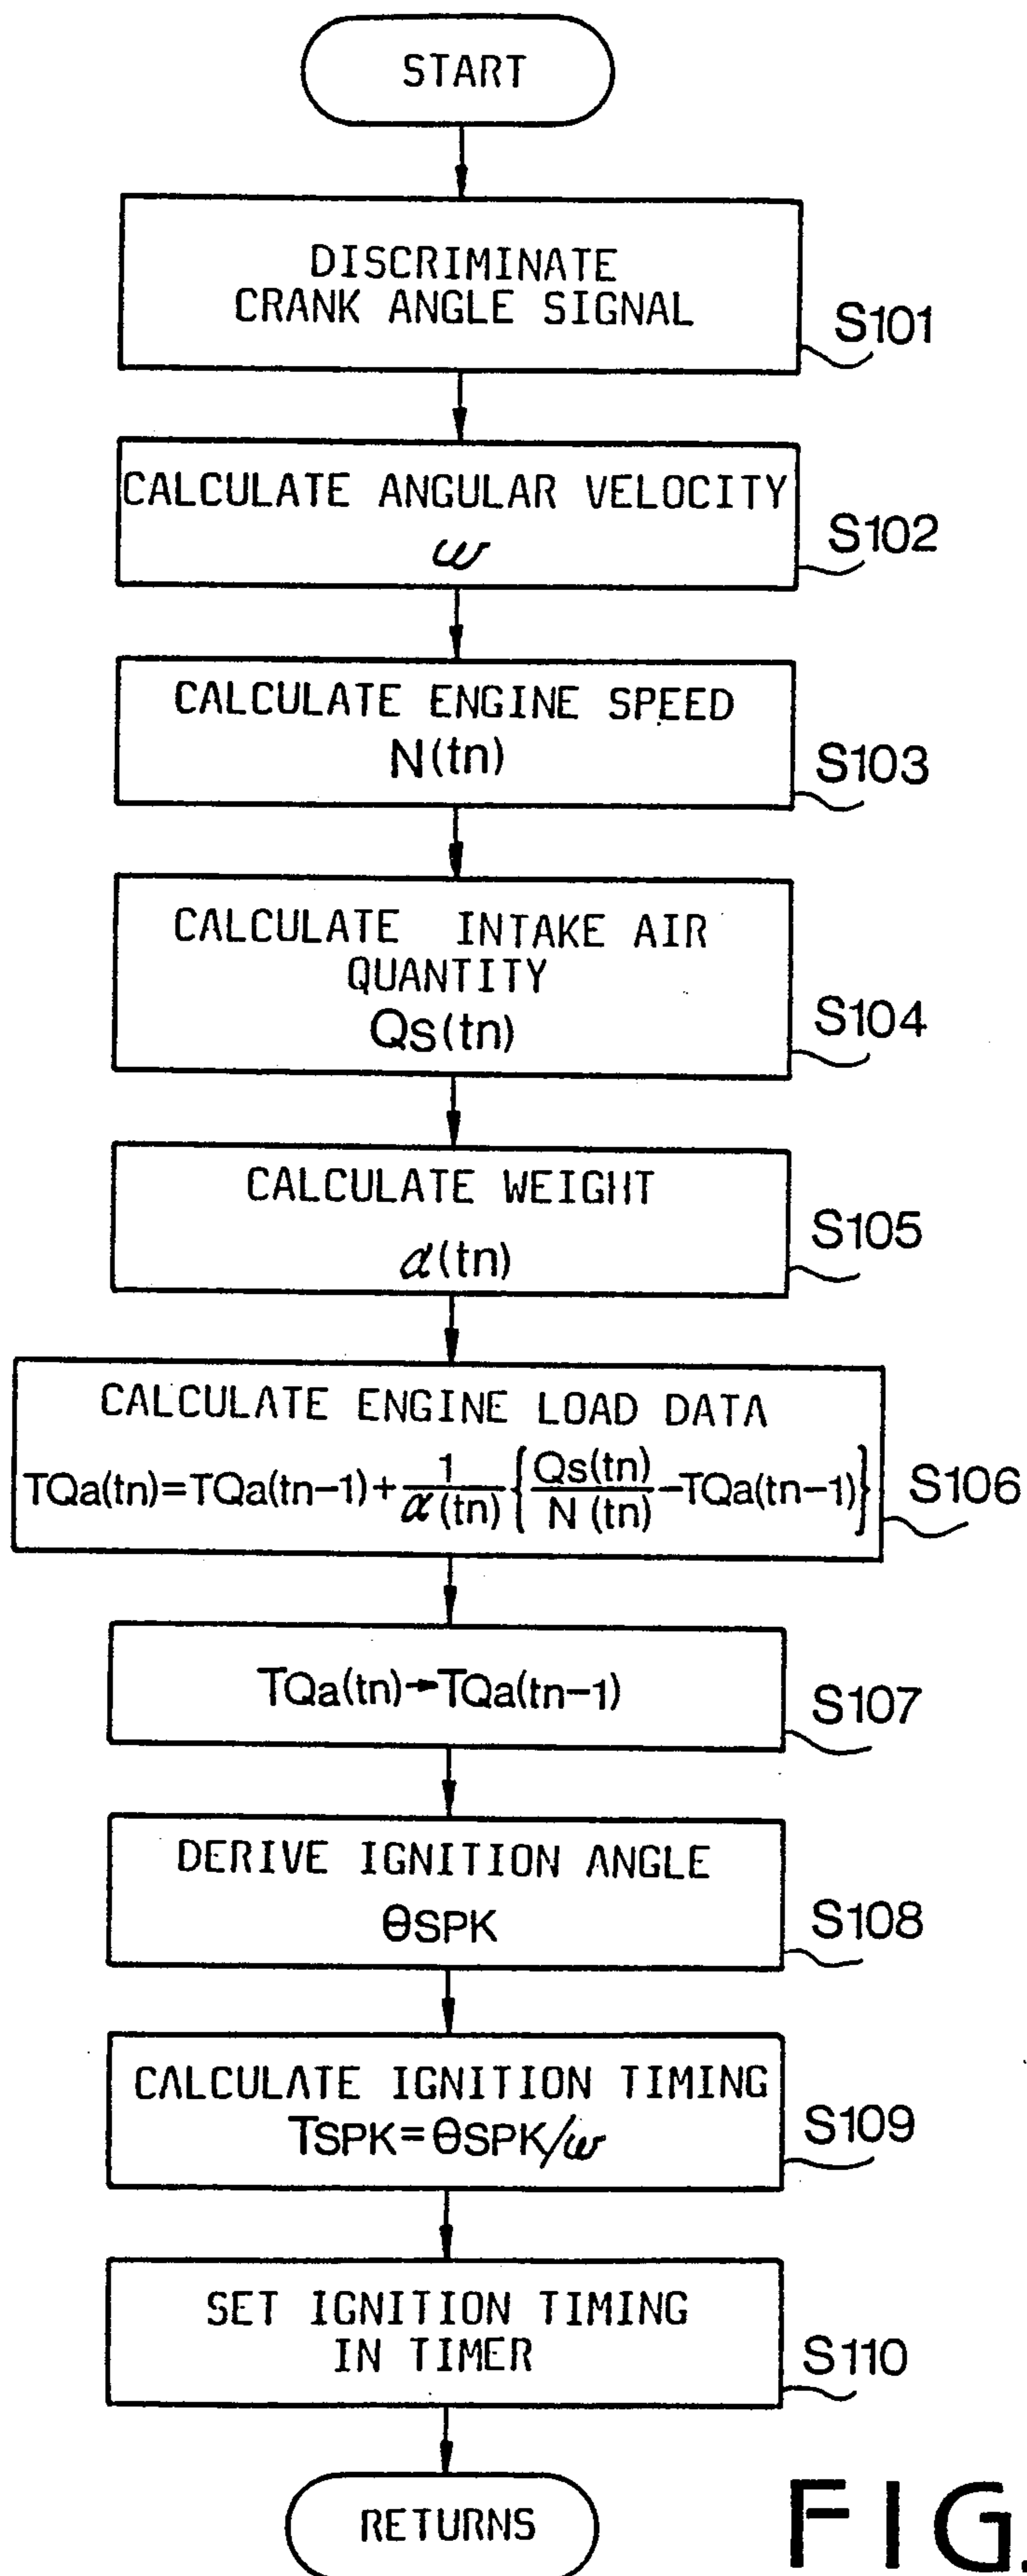 START
DISCRIMINATE
CRANK ANGLE SIGNAL
S101
CALCULATE ANGULAR VELOCITY
ω
S102
CALCULATE ENGINE SPEED
N(tn)
S103
CALCULATE INTAKE AIR
QUANTITY
Qs(tn)
S104
CALCULATE WEIGHT
α(tn)
S105
CALCULATE ENGINE LOAD DATA
TQa(tn)=TQa(tn-1)+1/α(tn){Qs(tn)/N(tn)-TQa(tn-1)}
S106
TQa(tn)→TQa(tn-1)
S107
DERIVE IGNITION ANGLE
θSPK
S108
CALCULATE IGNITION TIMING
TSPK=θSPK/ω
S109
SET IGNITION TIMING
IN TIMER
S110
RETURNS
FIG.